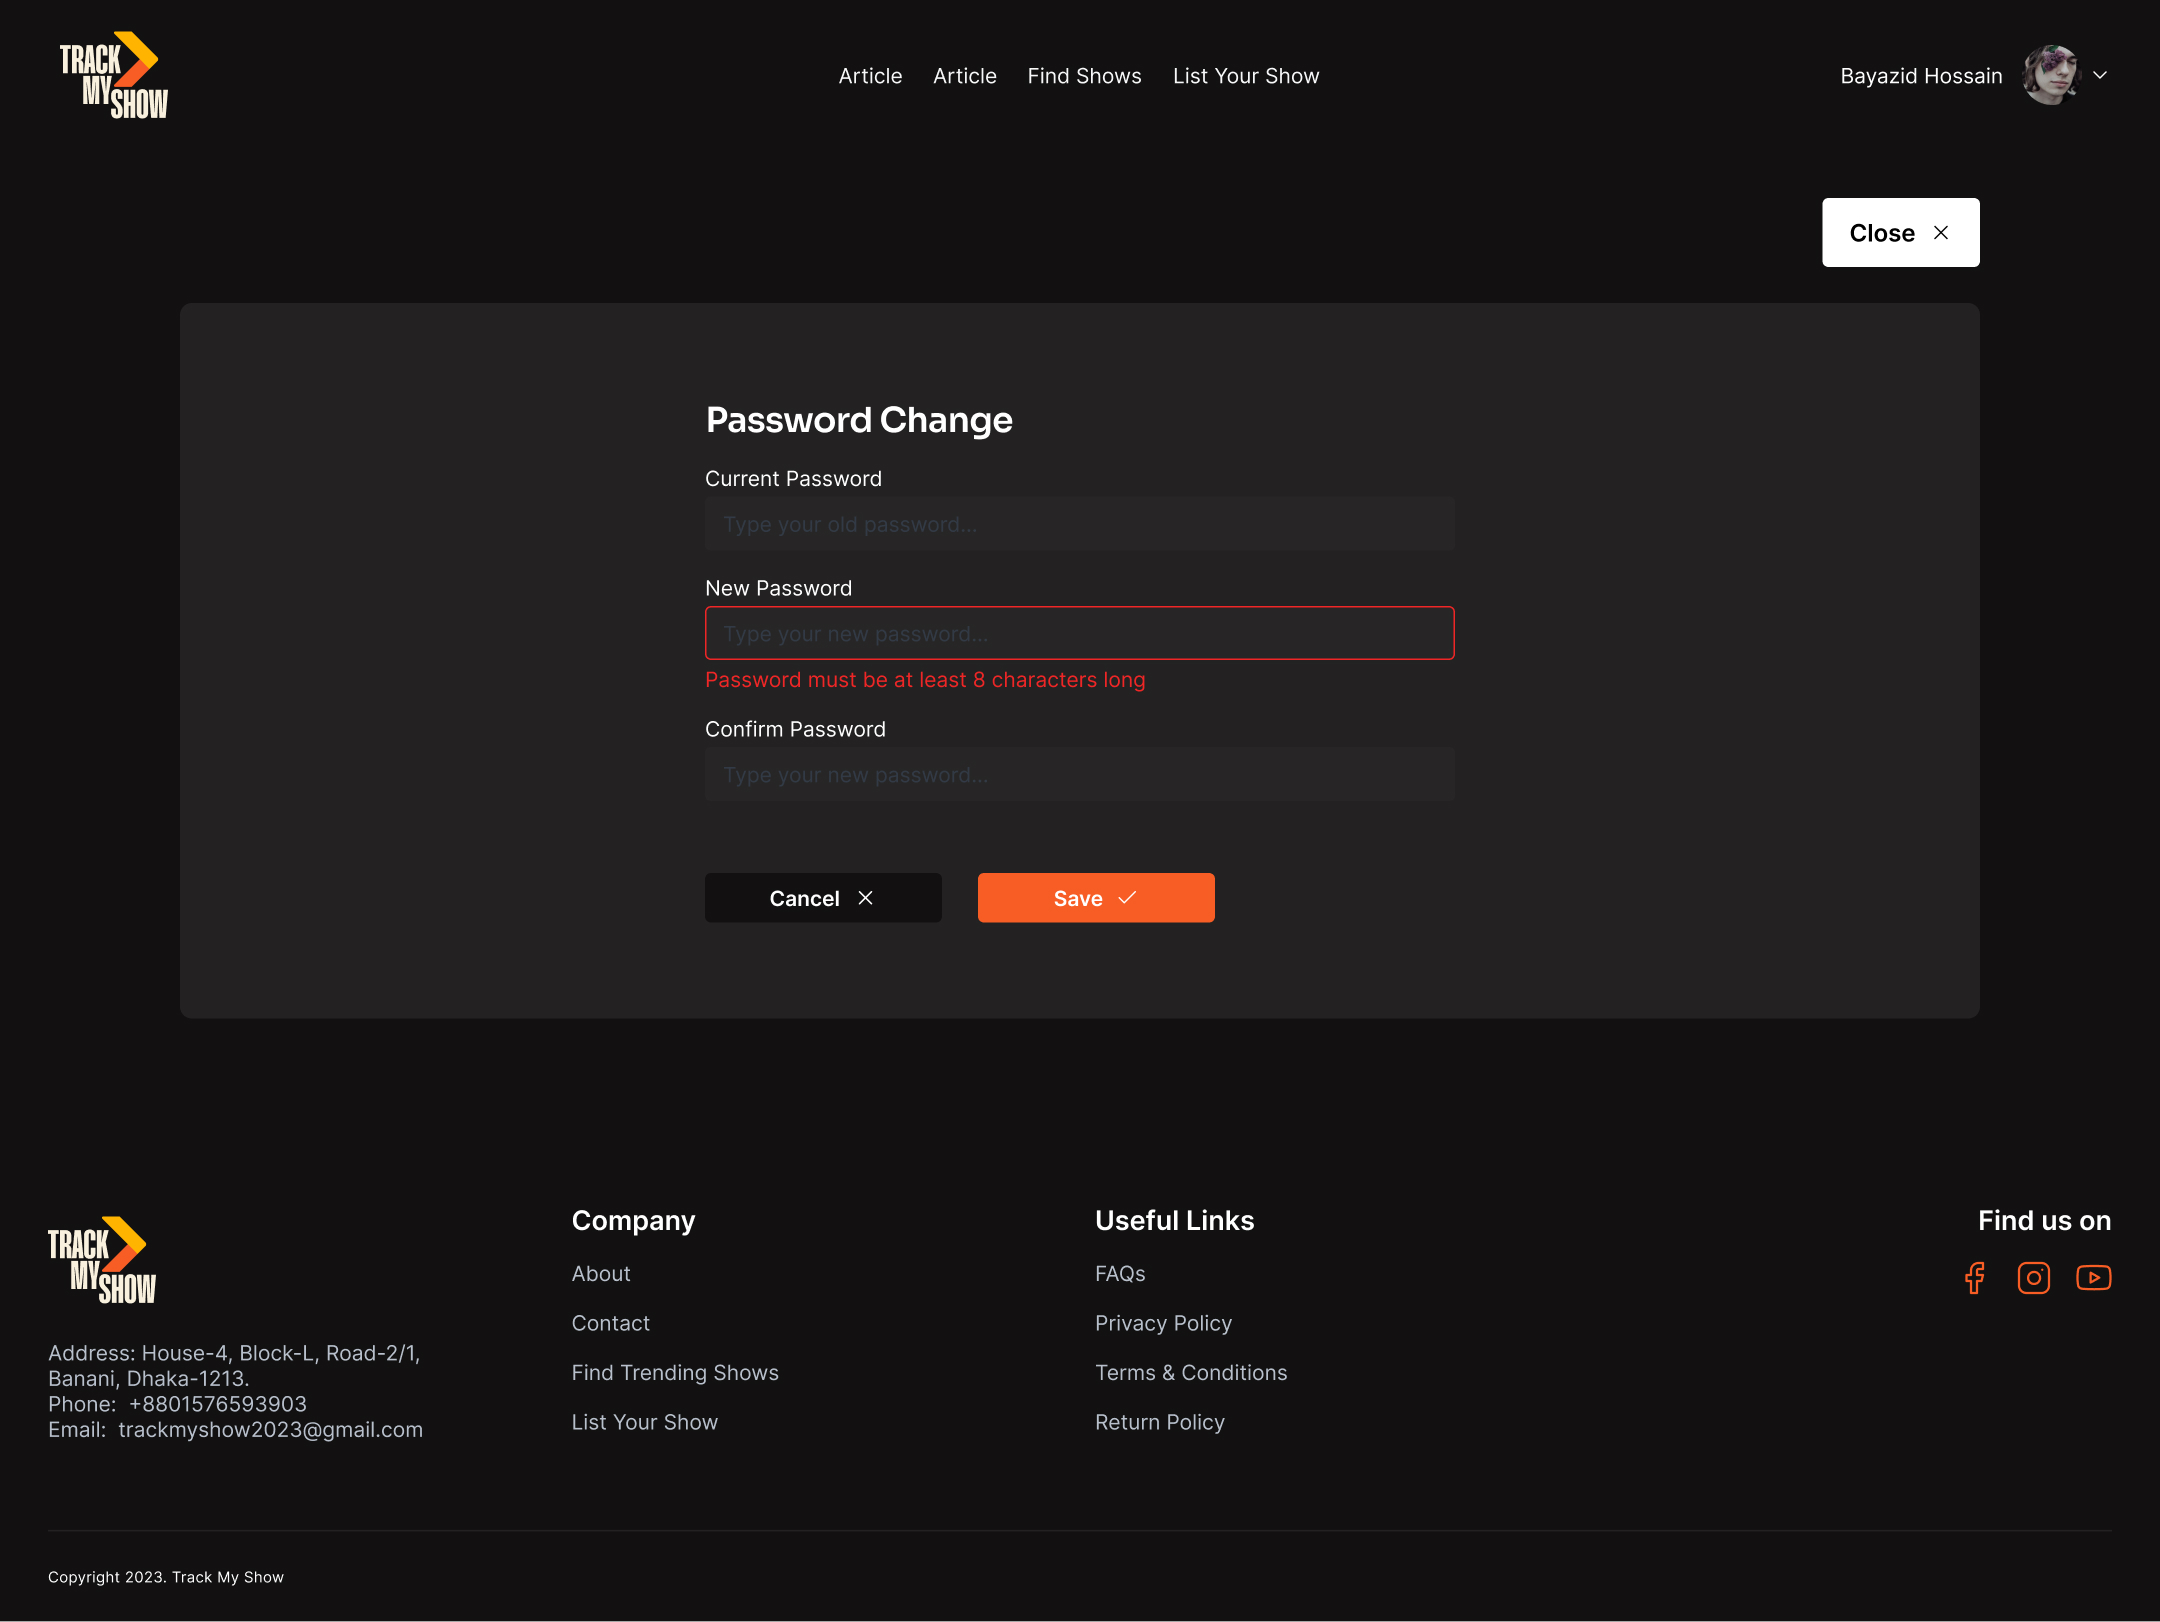 TRACK
MY
SHOW
Article
Article
Find Shows
List Your Show
Bayazid Hossain
Close
Password Change
Current Password
Type your old password...
New Password
Type your new password...
Password must be at least 8 characters long
Confirm Password
Type your new password...
Cancel
Save
TRACK
MY
SHOW
Address: House-4, Block-L, Road-2/1,
Banani, Dhaka-1213.
Phone: +8801576593903
Email: trackmyshow2023@gmail.com
Company
About
Contact
Find Trending Shows
List Your Show
Useful Links
FAQs
Privacy Policy
Terms & Conditions
Return Policy
Find us on
Copyright 2023. Track My Show